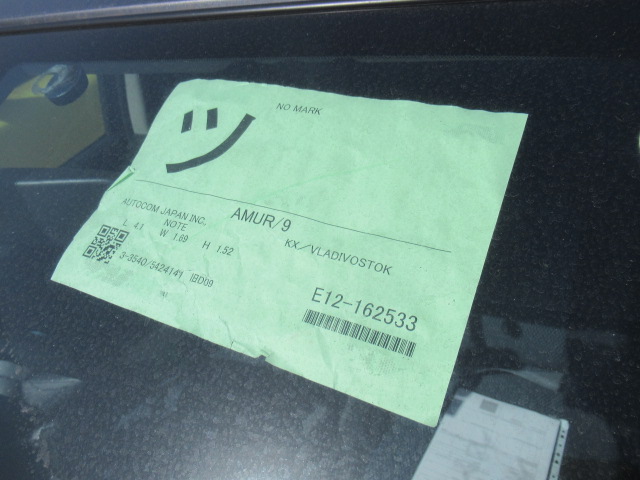 NO MARK
ツ
AMUR/9
AUTOCOM JAPAN INC.
KX/VLADIVOSTOK
NOTE
L 4.1 W 1.69 H 1.52
3-3540/5424141 IBD09
E12-162533